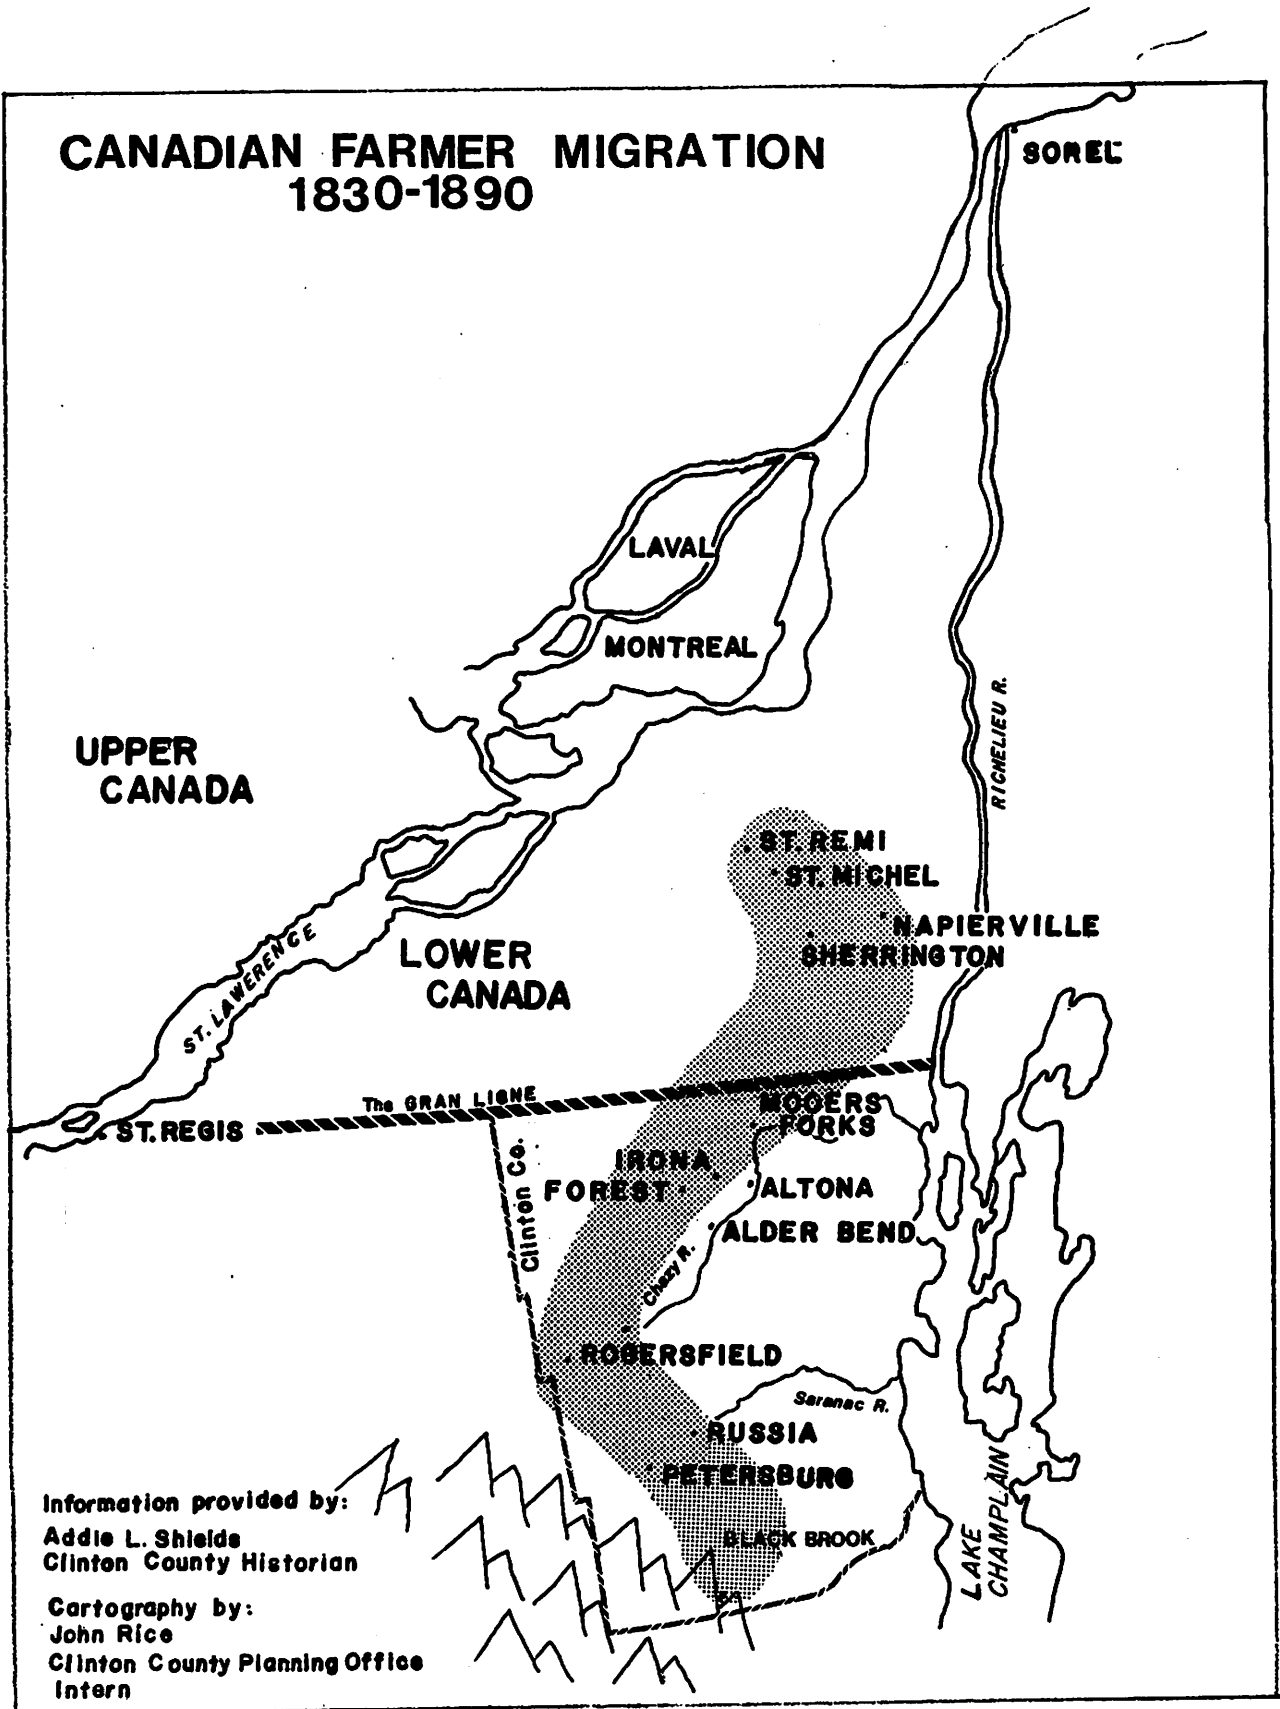 CANADIAN FARMER MIGRATION
1830-1890
SOREL
LAVAL
MONTREAL
RICHELIEU R.
UPPER
CANADA
ST. REMI
ST. MICHEL
NAPIERVILLE
SHERRINGTON
ST. LAWERENCE
LOWER
CANADA
The GRAN LIGNE
ST. REGIS
MOOERS
FORKS
Clinton Co.
IRONA
FOREST
ALTONA
ALDER BEND
Chazy R.
ROGERSFIELD
Saranac R.
RUSSIA
PETERSBURG
BLACK BROOK
LAKE
CHAMPLAIN
Information provided by:
Addie L. Shields
Clinton County Historian
Cartography by:
John Rice
Clinton County Planning Office
Intern